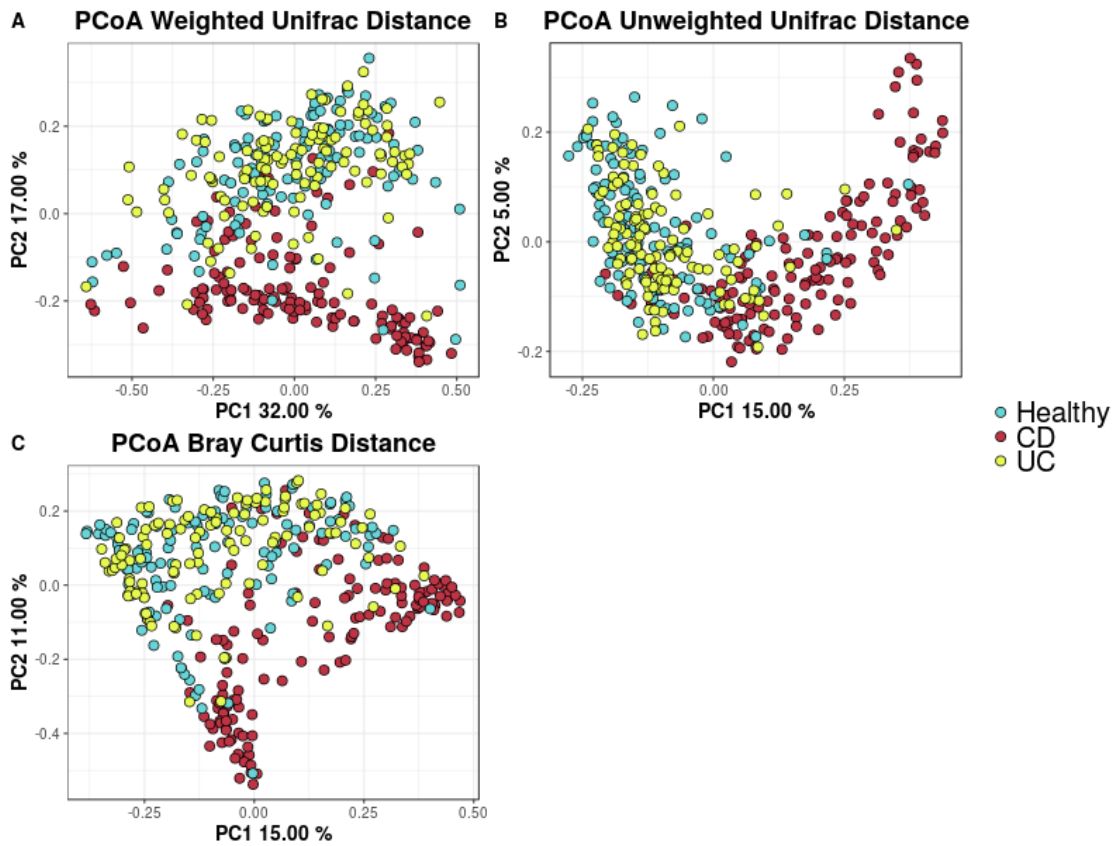 A PCoA Weighted Unifrac Distance
PC2 17.00 %
0.2
0.0
-0.2
-0.50 -0.25 0.00 0.25 0.50
PC1 32.00 %
B PCoA Unweighted Unifrac Distance
PC2 5.00 %
0.2
0.0
-0.2
-0.25 0.00 0.25
PC1 15.00 %
Healthy
CD
UC
C PCoA Bray Curtis Distance
PC2 11.00 %
0.2
0.0
-0.2
-0.4
-0.25 0.00 0.25 0.50
PC1 15.00 %